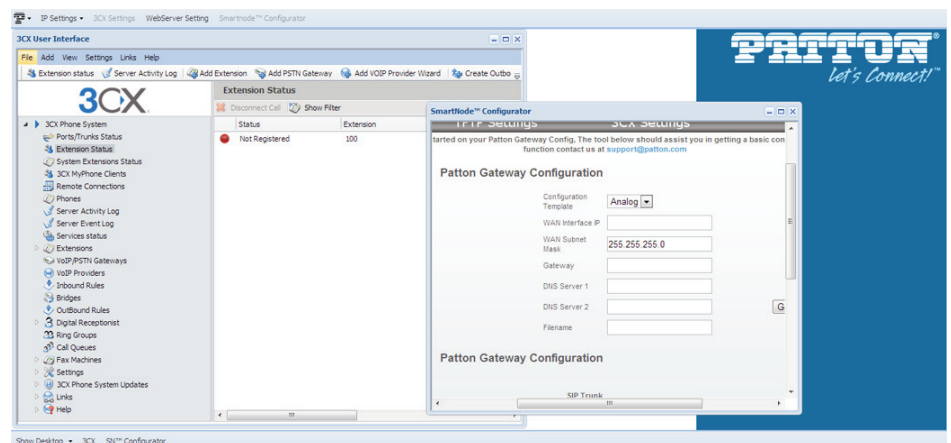 IP Settings 3CX Settings WebServer Setting Smartnode™ Configurator
PATTON®
Let's Connect!™
3CX User Interface
File Add View Settings Links Help
Extension status Server Activity Log Add Extension Add PSTN Gateway Add VOIP Provider Wizard Create Outbo
3CX
3CX Phone System
Ports/Trunks Status
Extension Status
System Extensions Status
3CX MyPhone Clients
Remote Connections
Phones
Server Activity Log
Server Event Log
Services status
Extensions
VoIP/PSTN Gateways
VoIP Providers
Inbound Rules
Bridges
OutBound Rules
Digital Receptionist
Ring Groups
Call Queues
Fax Machines
Settings
3CX Phone System Updates
Links
Help
Extension Status
Disconnect Call Show Filter
Status Extension
Not Registered 100
SmartNode™ Configurator
TFTP Settings 3CX Settings
tarted on your Patton Gateway Config, The tool below should assist you in getting a basic con
function contact us at support@patton.com
Patton Gateway Configuration
Configuration
Template
Analog
WAN Interface IP
WAN Subnet
Mask
255.255.255.0
Gateway
DNS Server 1
DNS Server 2
G
Filename
Patton Gateway Configuration
SIP Trunk
Show Desktop 3CX SN™ Configurator